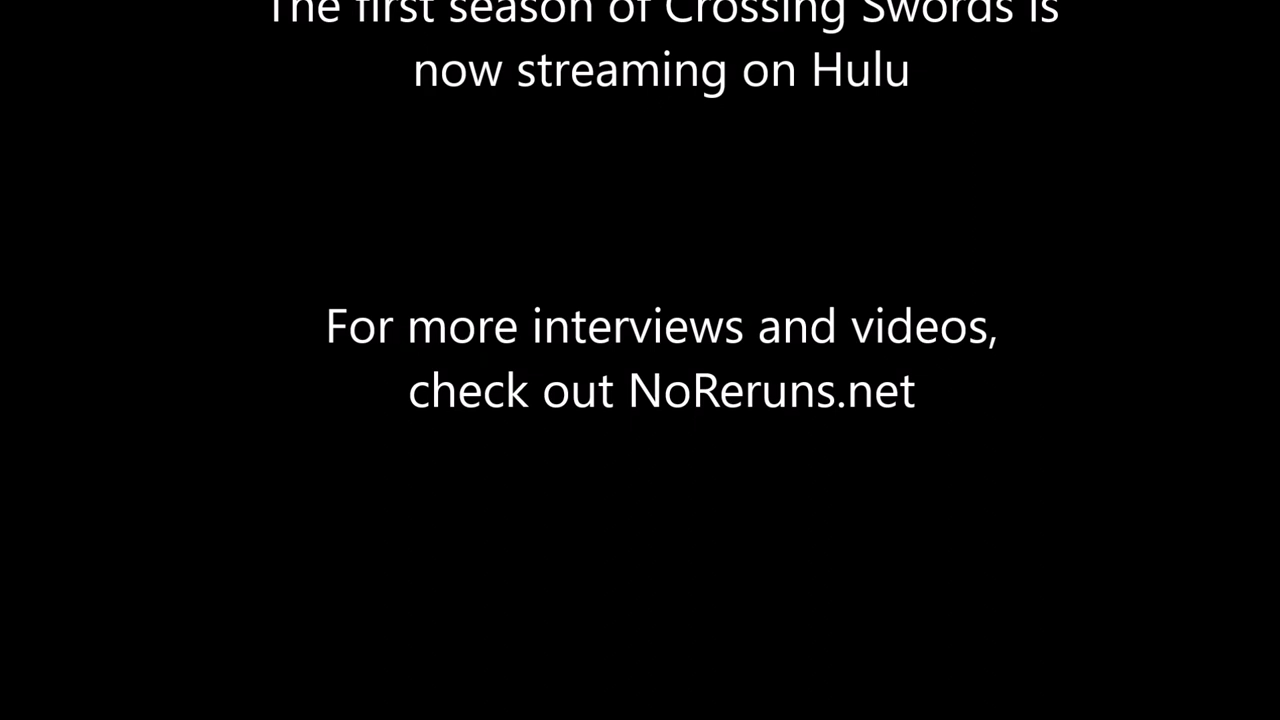 The first season of Crossing Swords is
now streaming on Hulu
For more interviews and videos,
check out NoReruns.net